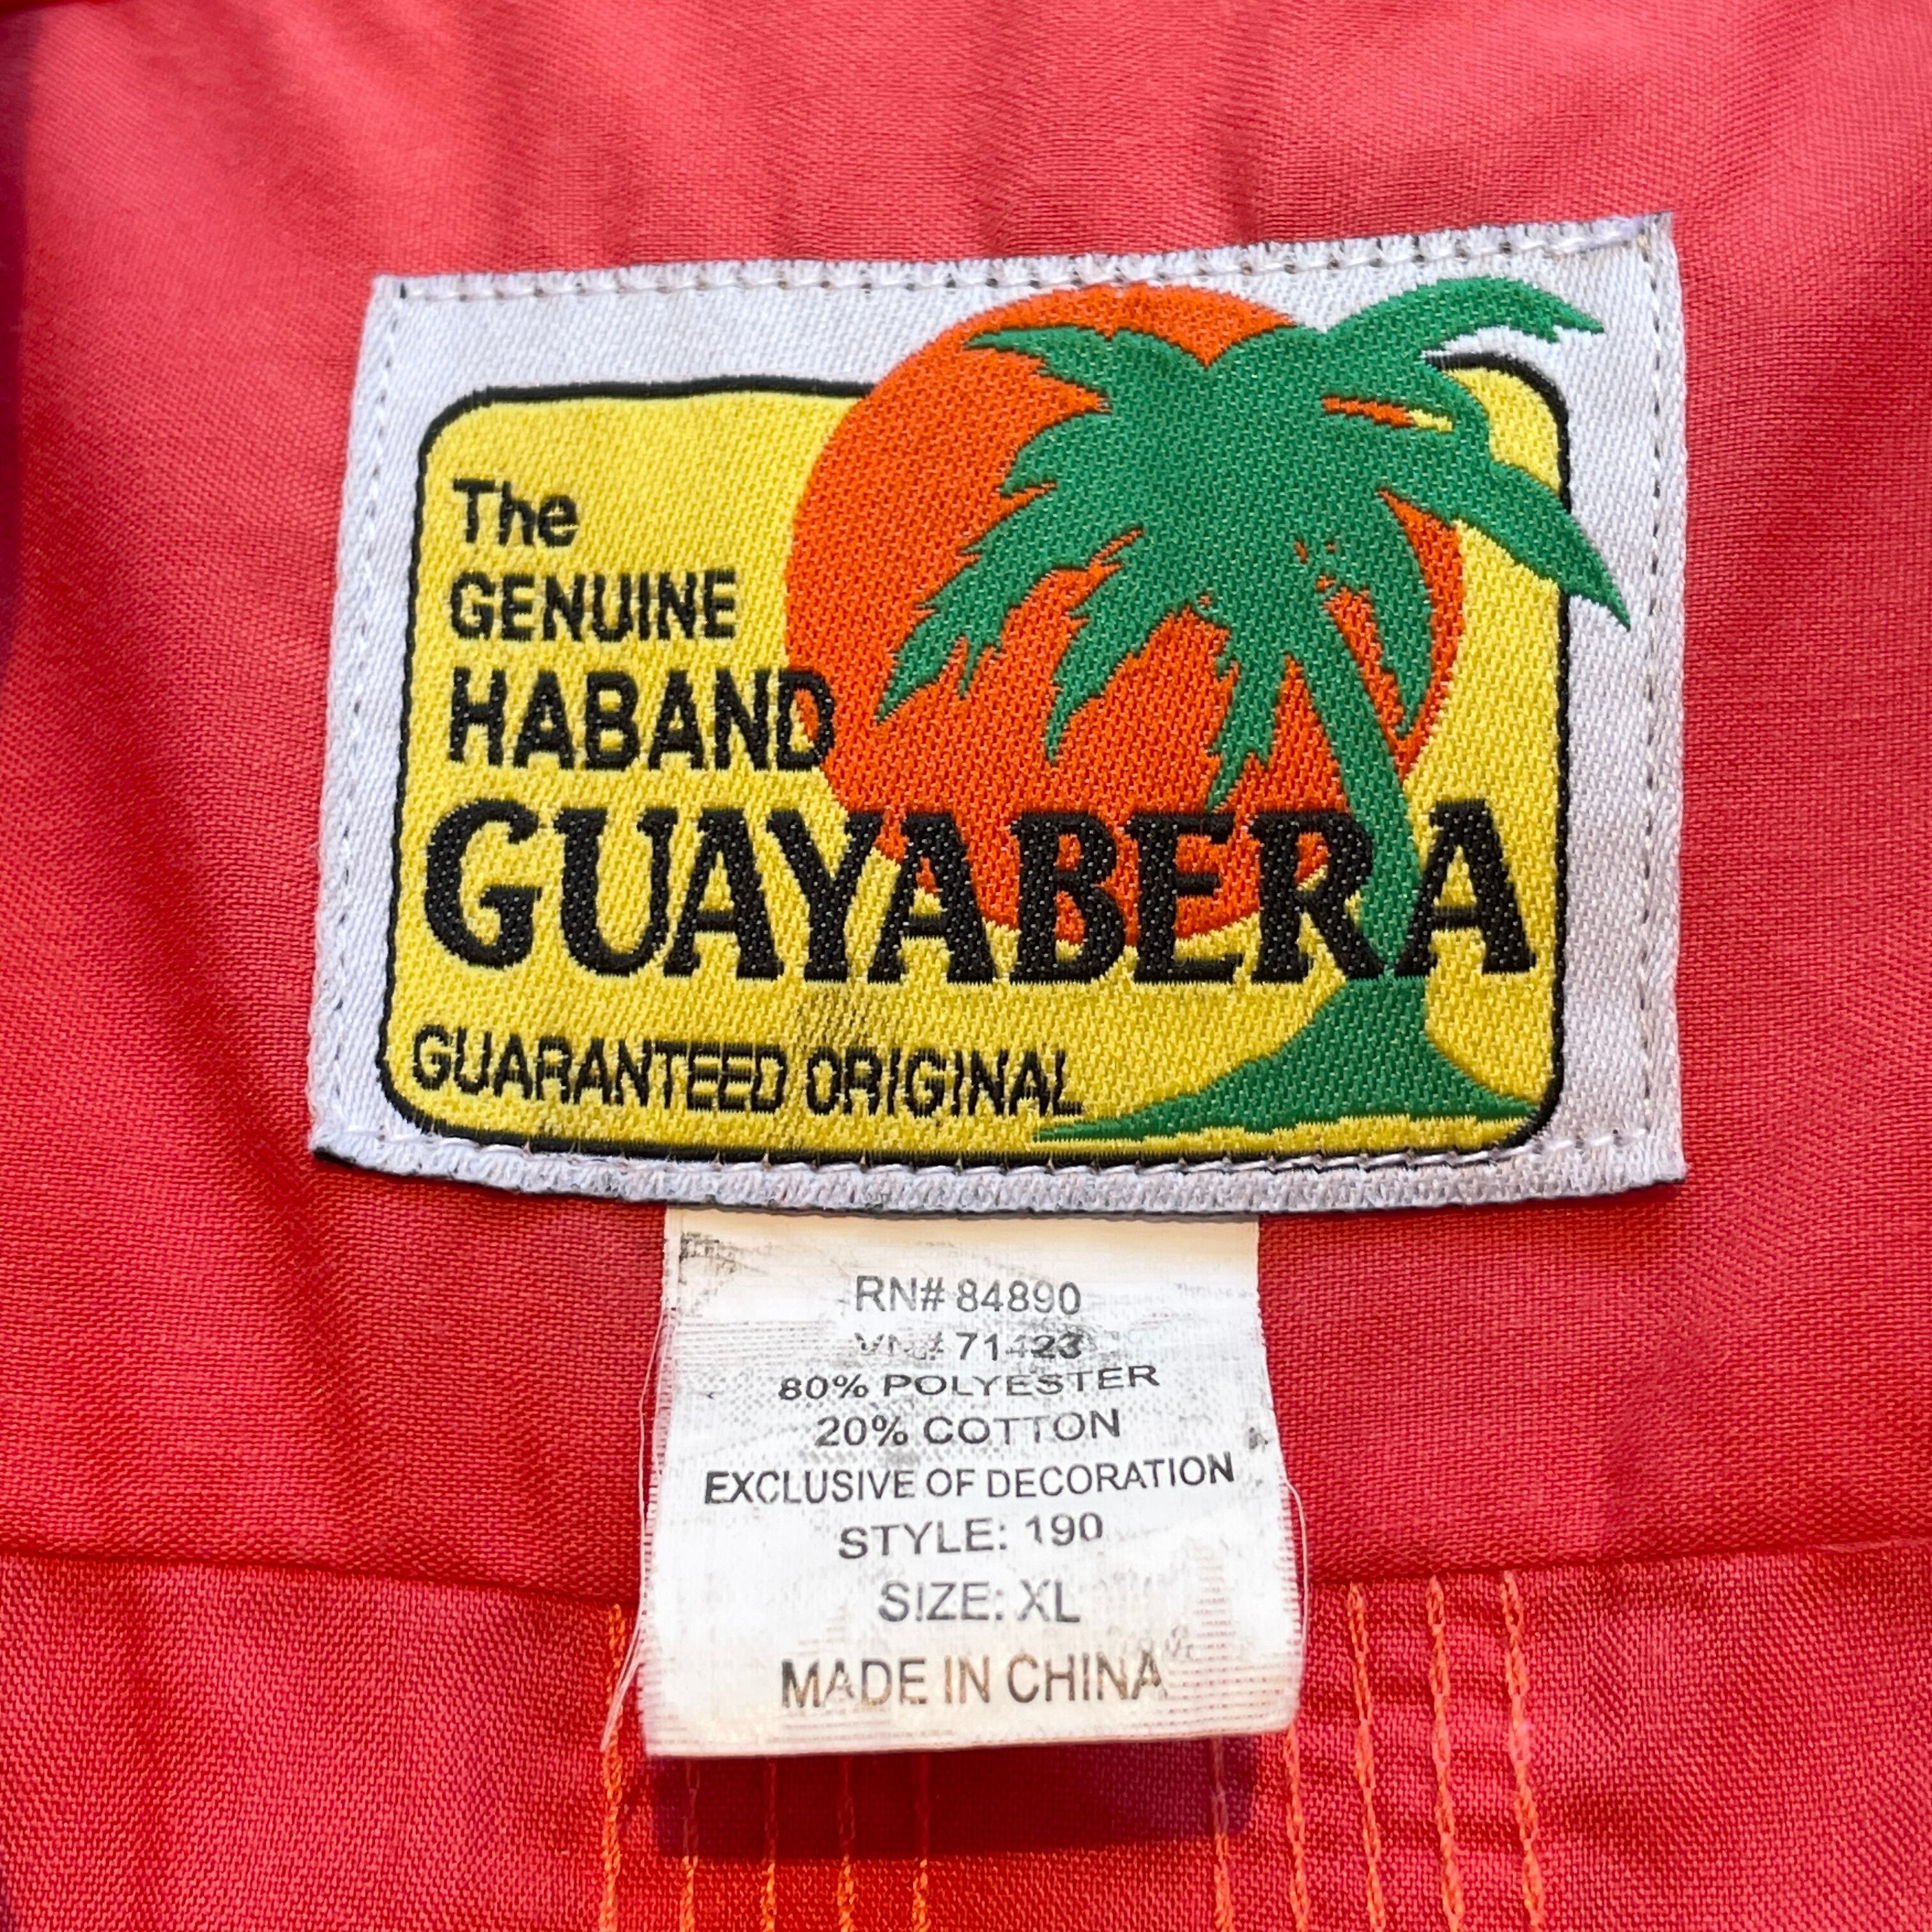 The
GENUINE
HABAND
GUAYABERA
GUARANTEED ORIGINAL
RN# 84890
VN# 71423
80% POLYESTER
20% COTTON
EXCLUSIVE OF DECORATION
STYLE: 190
SIZE: XL
MADE IN CHINA